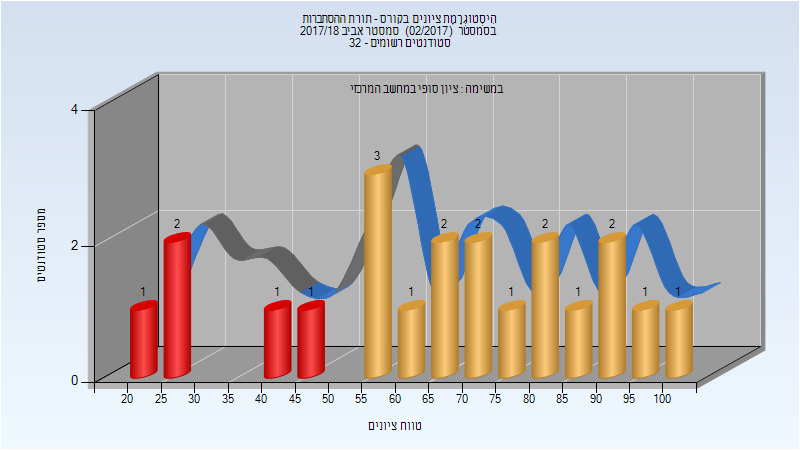 היסטוגרמת ציונים בקורס - תורת ההסתברות
בסמסטר (02/2017) סמסטר אביב 2017/18
סטודנטים רשומים - 32
במשימה : ציון סופי במחשב המרכזי
4
2
0
מספר סטודנטים
1 2 1 1 3 1 2 2 1 2 1 2 1 1
20 25 30 35 40 45 50 55 60 65 70 75 80 85 90 95 100
טווח ציונים